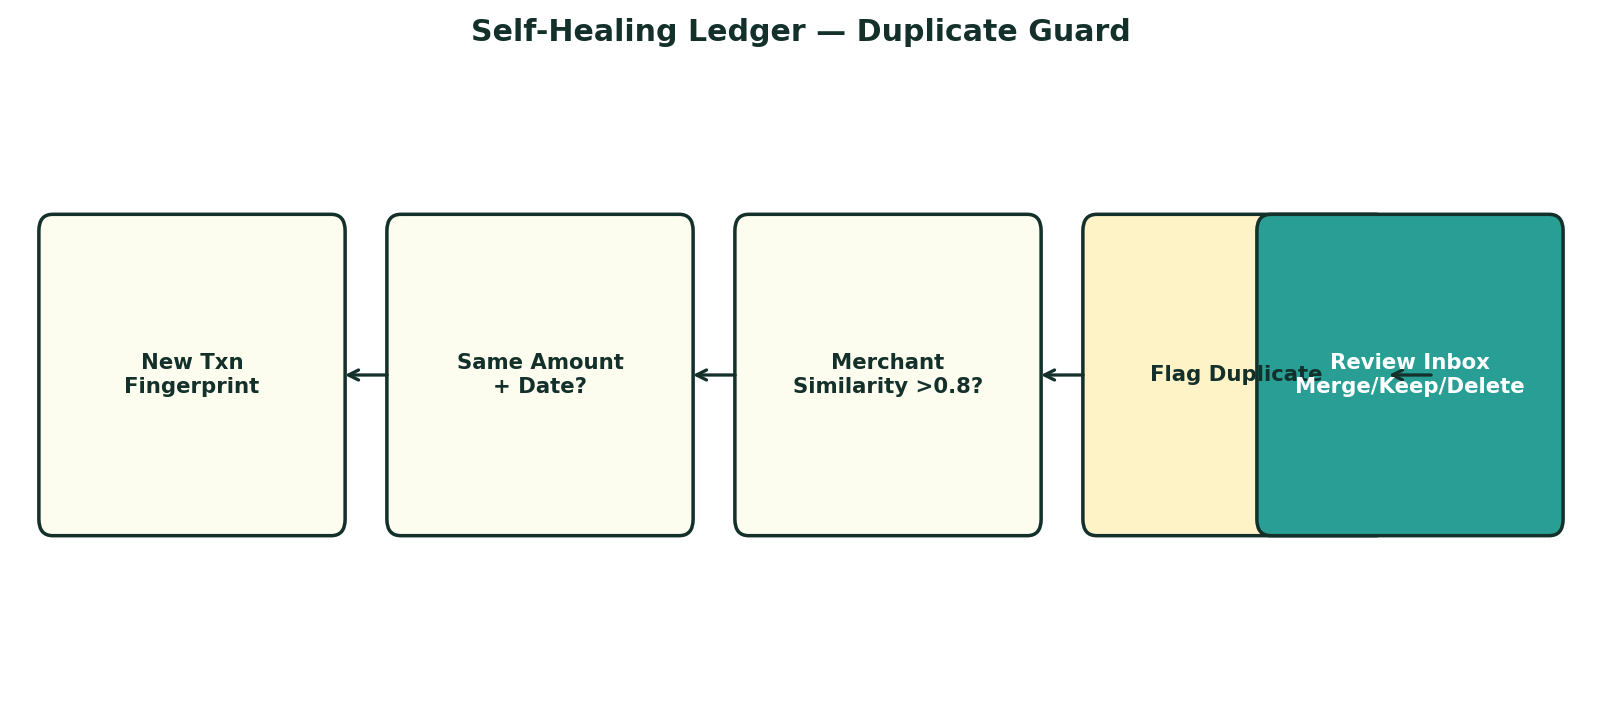 Self-Healing Ledger — Duplicate Guard
New Txn
Fingerprint
Same Amount
+ Date?
Merchant
Similarity >0.8?
Flag Duplicate
Review Inbox
Merge/Keep/Delete